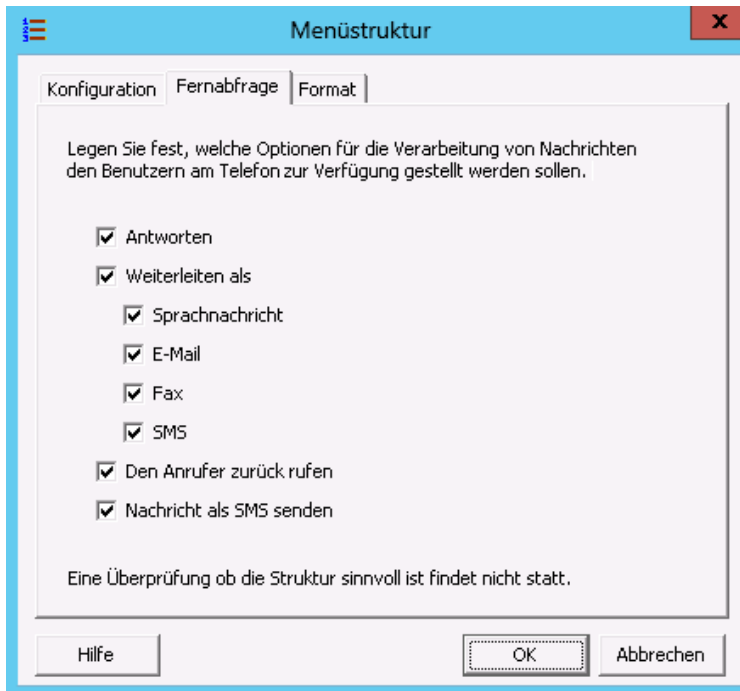 Menüstruktur
x
Konfiguration Fernabfrage Format
Legen Sie fest, welche Optionen für die Verarbeitung von Nachrichten
den Benutzern am Telefon zur Verfügung gestellt werden sollen.
Antworten
Weiterleiten als
Sprachnachricht
E-Mail
Fax
SMS
Den Anrufer zurück rufen
Nachricht als SMS senden
Eine Überprüfung ob die Struktur sinnvoll ist findet nicht statt.
Hilfe OK Abbrechen